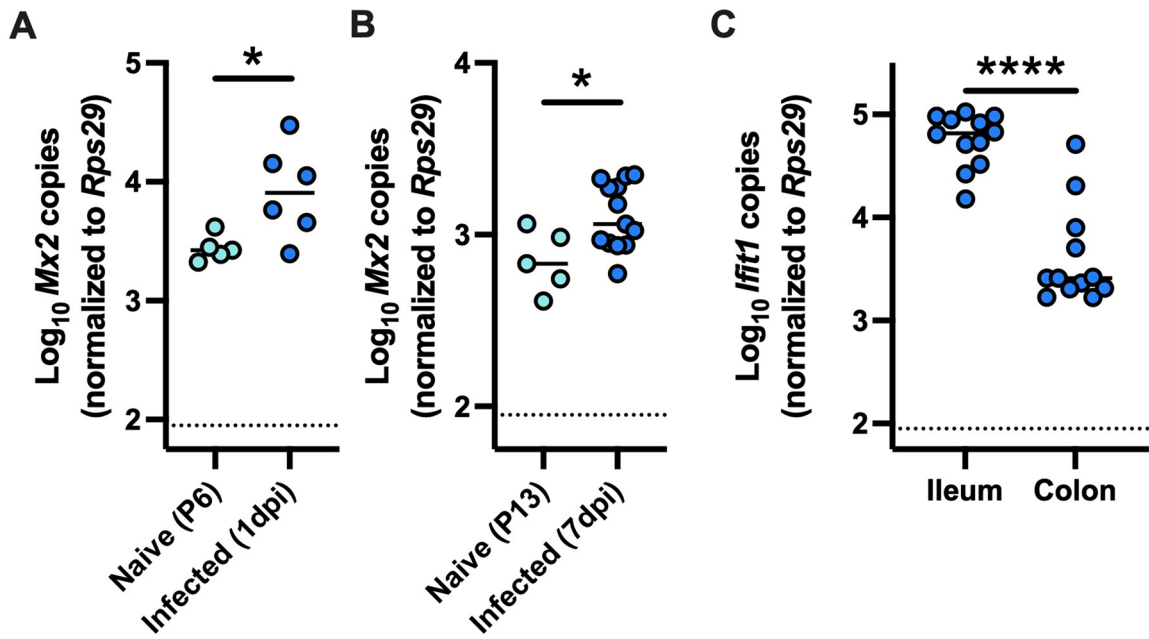 A
Log10 Mx2 copies
(normalized to Rps29)
5
4
3
2
*
Naive (P6)
Infected (1dpi)
B
Log10 Mx2 copies
(normalized to Rps29)
4
3
2
*
Naive (P13)
Infected (7dpi)
C
Log10 Ifit1 copies
(normalized to Rps29)
5
4
3
2
****
Ileum Colon